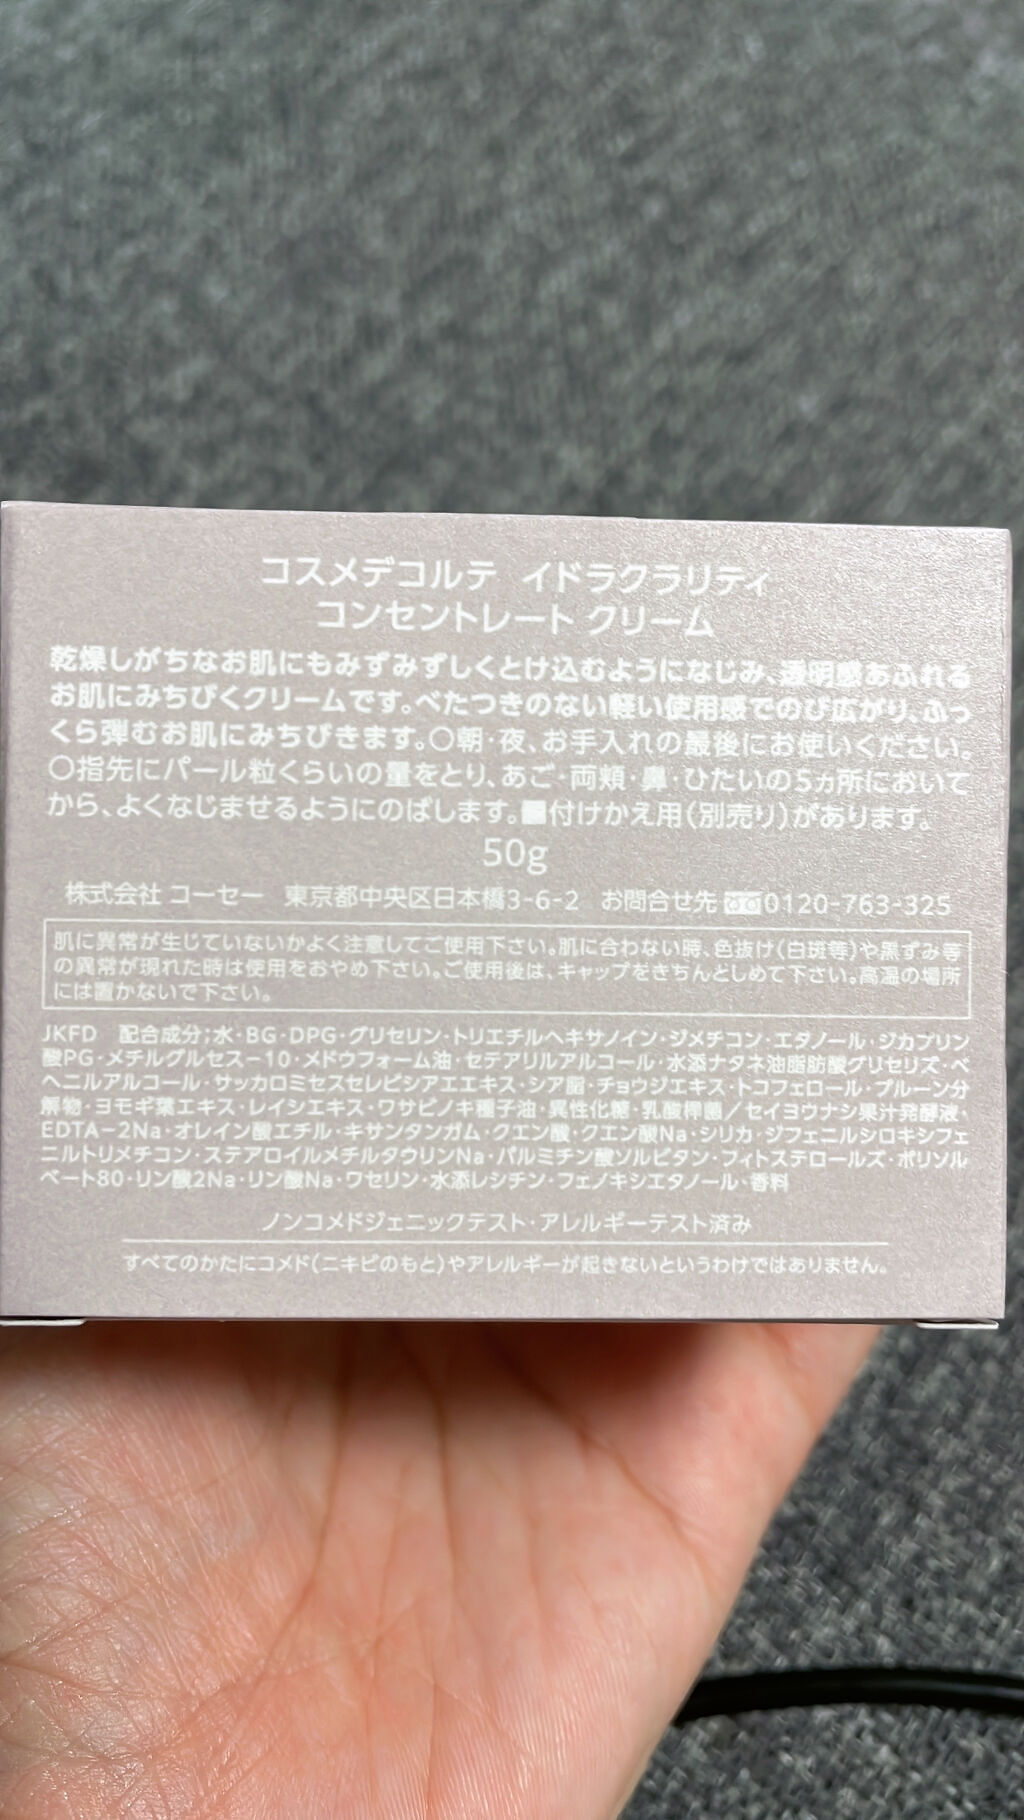 コスメデコルテ イドラクラリティ
コンセントレート クリーム
乾燥しがちなお肌にもみずみずしくとけ込むようになじみ、透明感あふれる
お肌にみちびくクリームです。べたつきのない軽い使用感でのび広がり、ふっ
くら弾むお肌にみちびきます。○朝・夜、お手入れの最後にお使いください。
○指先にパール粒くらいの量をとり、あご・両頬・鼻・ひたいの5ヵ所において
から、よくなじませるようにのばします。■付けかえ用(別売り)があります。
50g
株式会社 コーセー 東京都中央区日本橋3-6-2 お問合せ先 0120-763-325
肌に異常が生じていないかよく注意してご使用下さい。肌に合わない時、色抜け(白斑等)や黒ずみ等
の異常が現れた時は使用をおやめ下さい。ご使用後は、キャップをきちんとしめて下さい。高温の場所
には置かないで下さい。
JKFD 配合成分;水・BG・DPG・グリセリン・トリエチルヘキサノイン・ジメチコン・エタノール・ジカプリン
酸PG・メチルグルセス-10・メドウフォーム油・セテアリルアルコール・水添ナタネ油脂肪酸グリセリズ・ベ
ヘニルアルコール・サッカロミセスセレビシアエエキス・シア脂・チョウジエキス・トコフェロール・プルーン分
解物・ヨモギ葉エキス・レイシエキス・ワサビノキ種子油・異性化糖・乳酸桿菌/セイヨウナシ果汁発酵液・
EDTA-2Na・オレイン酸エチル・キサンタンガム・クエン酸・クエン酸Na・シリカ・ジフェニルシロキシフェ
ニルトリメチコン・ステアロイルメチルタウリンNa・パルミチン酸ソルビタン・フィトステロールズ・ポリソル
ベート80・リン酸2Na・リン酸Na・ワセリン・水添レシチン・フェノキシエタノール・香料
ノンコメドジェニックテスト・アレルギーテスト済み
すべてのかたにコメド(ニキビのもと)やアレルギーが起きないというわけではありません。